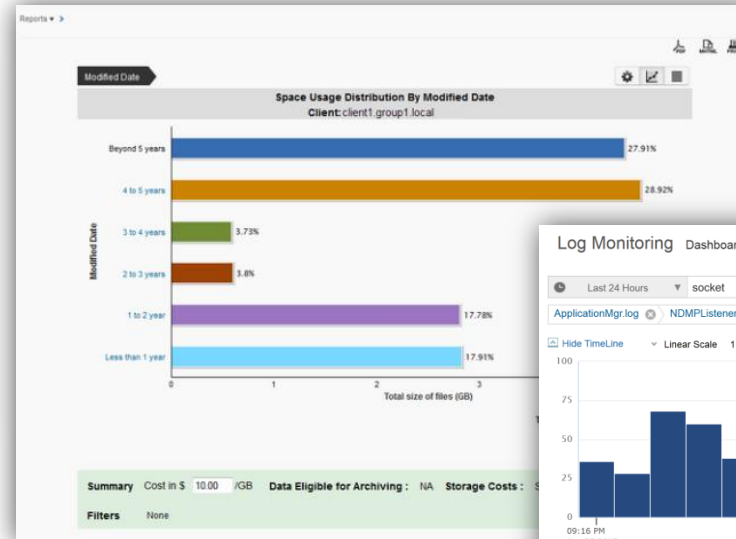 Reports
Modified Date
Space Usage Distribution By Modified Date
Client: client1.group1.local
Modified Date
Beyond 5 years 27.91%
4 to 5 years 28.92%
3 to 4 years 3.73%
2 to 3 years 3.8%
1 to 2 year 17.78%
Less than 1 year 17.91%
0 1 2 3
Total size of files (GB)
Summary Cost in $ 10.00 /GB Data Eligible for Archiving : NA Storage Costs :
Filters None
Log Monitoring Dashboar
Last 24 Hours socket
ApplicationMgr.log NDMPListener
Hide TimeLine Linear Scale 1
100
75
50
25
0
09:16 PM